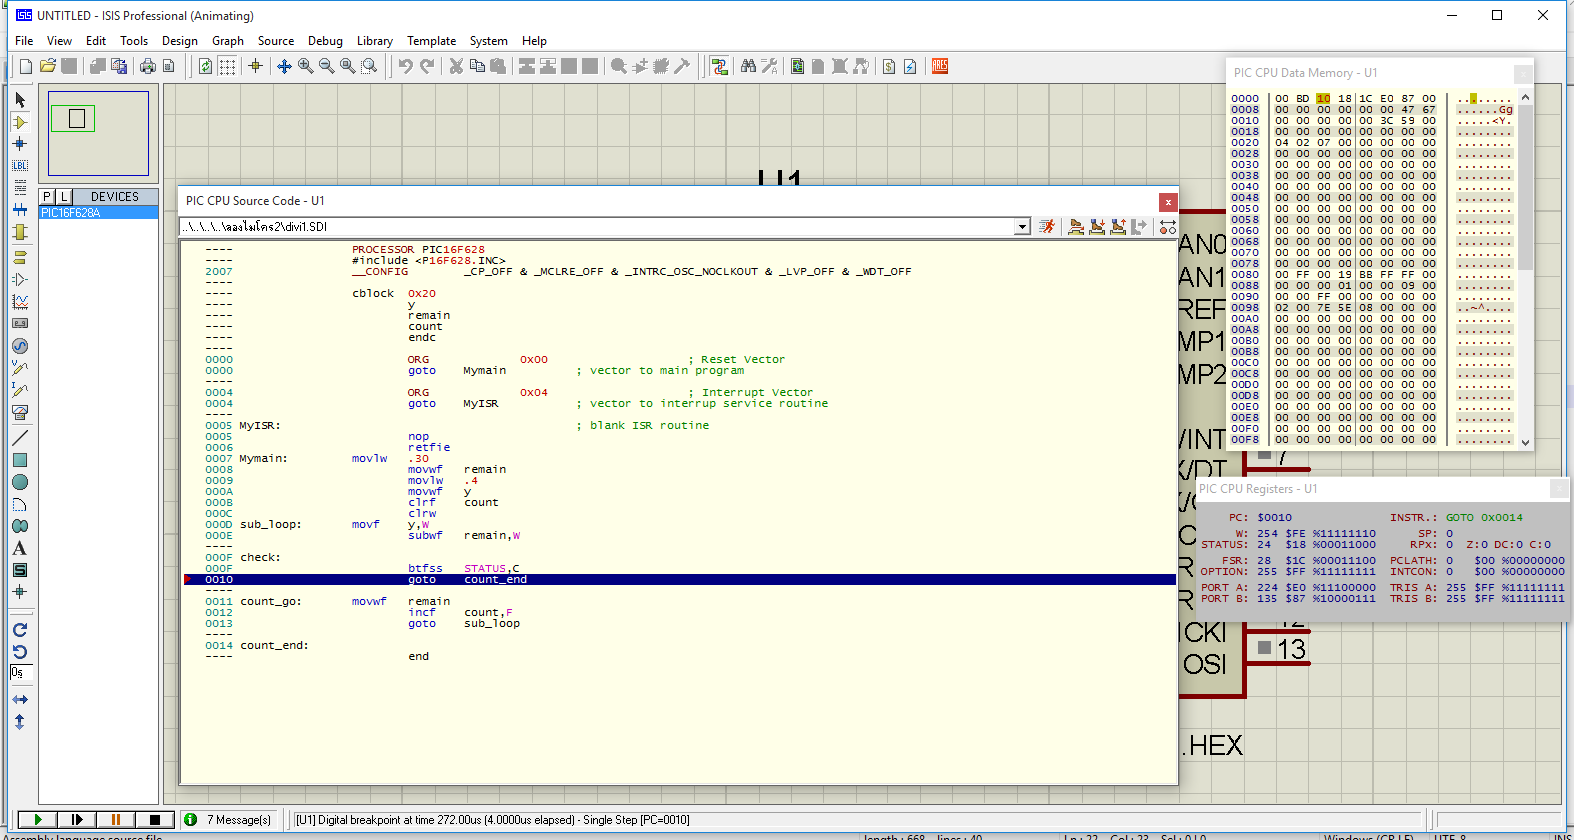 UNTITLED - ISIS Professional (Animating)
File View Edit Tools Design Graph Source Debug Library Template System Help
ARES
LBL
P L DEVICES
PIC16F628A
U1
PIC CPU Source Code - U1
..\..\..\..\ลองไมโคร2\divi1.SDI
---- PROCESSOR PIC16F628
---- #include <P16F628.INC>
2007 __CONFIG _CP_OFF & _MCLRE_OFF & _INTRC_OSC_NOCLKOUT & _LVP_OFF & _WDT_OFF
----
---- cblock 0x20
---- y
---- remain
---- count
---- endc
----
0000 ORG 0x00 ; Reset Vector
0000 goto Mymain ; vector to main program
----
0004 ORG 0x04 ; Interrupt Vector
0004 goto MyISR ; vector to interrup service routine
----
0005 MyISR: ; blank ISR routine
0005 nop
0006 retfie
0007 Mymain: movlw .30
0008 movwf remain
0009 movlw .4
000A movwf y
000B clrf count
000C clrw
000D sub_loop: movf y,W
000E subwf remain,W
----
000F check:
000F btfss STATUS,C
0010 goto count_end
----
0011 count_go: movwf remain
0012 incf count,F
0013 goto sub_loop
----
0014 count_end:
---- end
PIC CPU Data Memory - U1
0000 00 BD 10 18 1C E0 87 00 ........
0008 00 00 00 00 00 00 47 67 ......Gg
0010 00 00 00 00 00 3C 59 00 .....<Y.
0018 00 00 00 00 00 00 00 00 ........
0020 04 02 07 00 00 00 00 00 ........
0028 00 00 00 00 00 00 00 00 ........
0030 00 00 00 00 00 00 00 00 ........
0038 00 00 00 00 00 00 00 00 ........
0040 00 00 00 00 00 00 00 00 ........
0048 00 00 00 00 00 00 00 00 ........
0050 00 00 00 00 00 00 00 00 ........
0058 00 00 00 00 00 00 00 00 ........
0060 00 00 00 00 00 00 00 00 ........
0068 00 00 00 00 00 00 00 00 ........
0070 00 00 00 00 00 00 00 00 ........
0078 00 00 00 00 00 00 00 00 ........
0080 00 FF 00 19 BB FF FF 00 ........
0088 00 00 00 01 00 00 09 00 ........
0090 00 00 FF 00 00 00 00 00 ........
0098 02 00 7E 5E 08 00 00 00 ..~^....
00A0 00 00 00 00 00 00 00 00 ........
00A8 00 00 00 00 00 00 00 00 ........
00B0 00 00 00 00 00 00 00 00 ........
00B8 00 00 00 00 00 00 00 00 ........
00C0 00 00 00 00 00 00 00 00 ........
00C8 00 00 00 00 00 00 00 00 ........
00D0 00 00 00 00 00 00 00 00 ........
00D8 00 00 00 00 00 00 00 00 ........
00E0 00 00 00 00 00 00 00 00 ........
00E8 00 00 00 00 00 00 00 00 ........
00F0 00 00 00 00 00 00 00 00 ........
00F8 00 00 00 00 00 00 00 00 ........
AN0
AN1
REF
MP1
MP2
/INT 7
X/DT
PIC CPU Registers - U1
PC: $0010 INSTR.: GOTO 0x0014
W: 254 $FE %11111110 SP: 0
STATUS: 24 $18 %00011000 RPx: 0 Z:0 DC:0 C:0
FSR: 28 $1C %00011100 PCLATH: 0 $00 %00000000
OPTION: 255 $FF %11111111 INTCON: 0 $00 %00000000
PORT A: 224 $E0 %11100000 TRIS A: 255 $FF %11111111
PORT B: 135 $87 %10000111 TRIS B: 255 $FF %11111111
CKI 12
OSI 13
.HEX
7 Message(s) [U1] Digital breakpoint at time 272.00us (4.0000us elapsed) - Single Step [PC=0010]
Assembly language source file length : 668 lines : 40 Ln : 22 Col : 23 Sel : 0 | 0 Windows (CR LF) UTF-8 INS